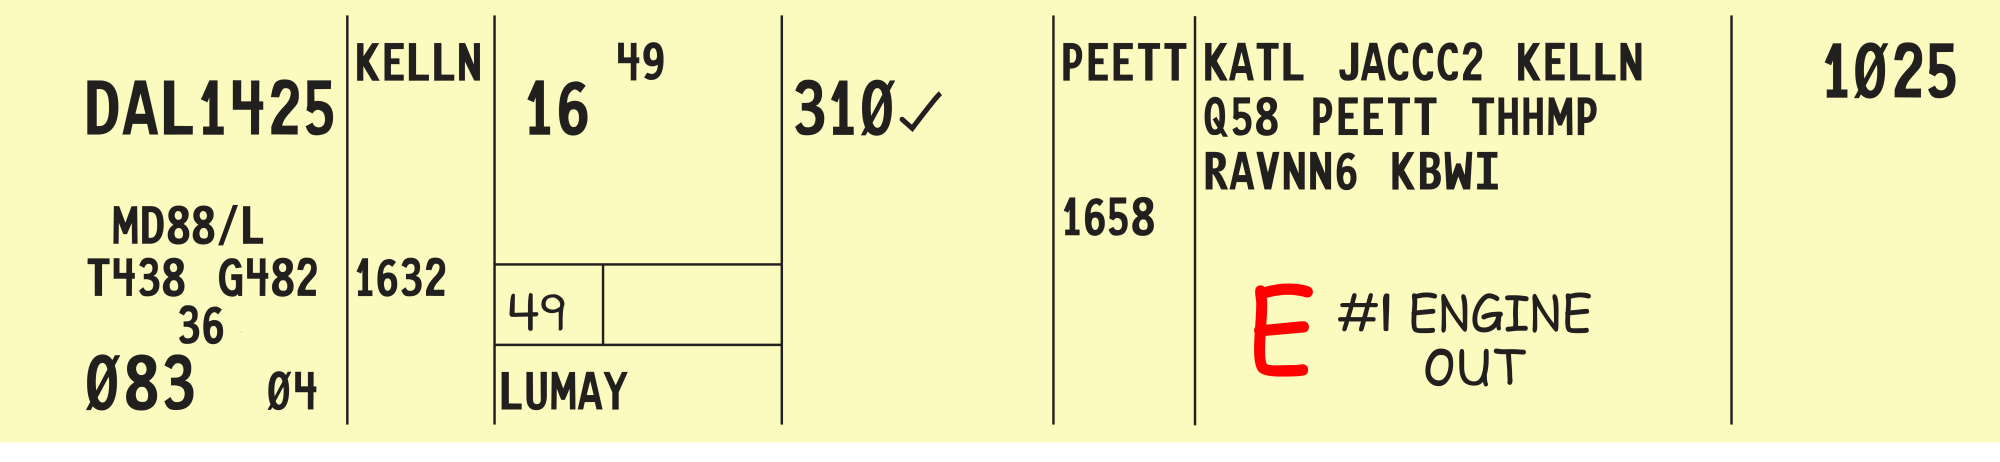 DAL1425
MD88/L
T438 G482
36
Ø83 Ø4
KELLN
1632
49
16
49
LUMAY
31Ø✓
PEETT
1658
KATL JACCC2 KELLN
Q58 PEETT THHMP
RAVNN6 KBWI
E #1 ENGINE
OUT
1Ø25